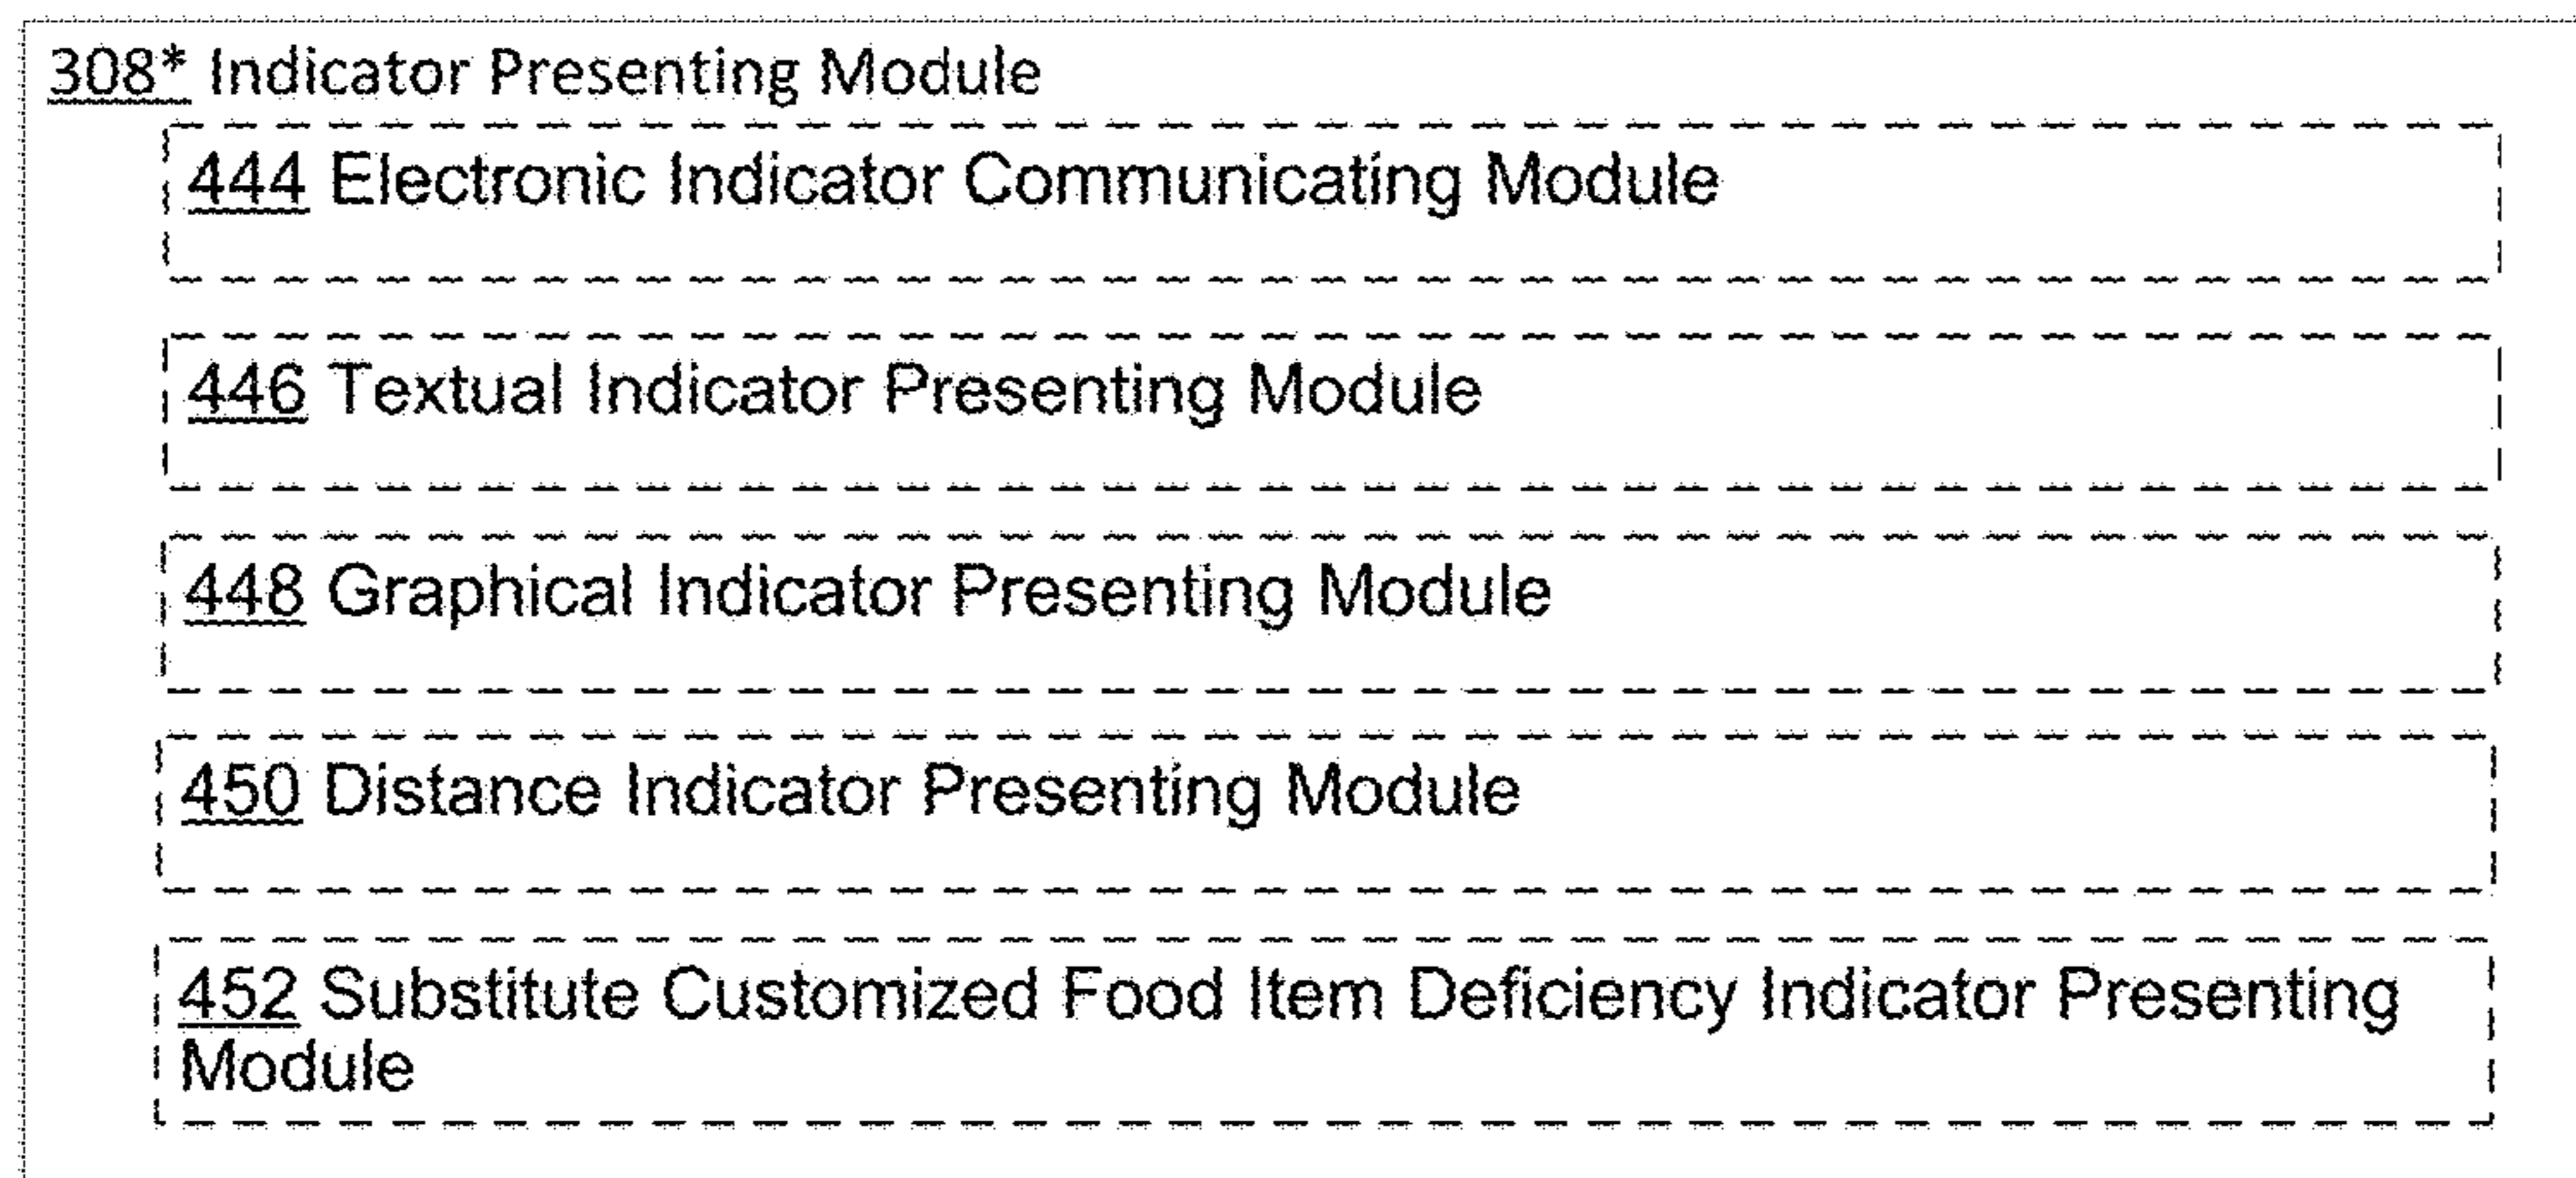 308* Indicator Presenting Module
444 Electronic Indicator Communicating Module
446 Textual Indicator Presenting Module
448 Graphical Indicator Presenting Module
450 Distance Indicator Presenting Module
452 Substitute Customized Food Item Deficiency Indicator Presenting
Module